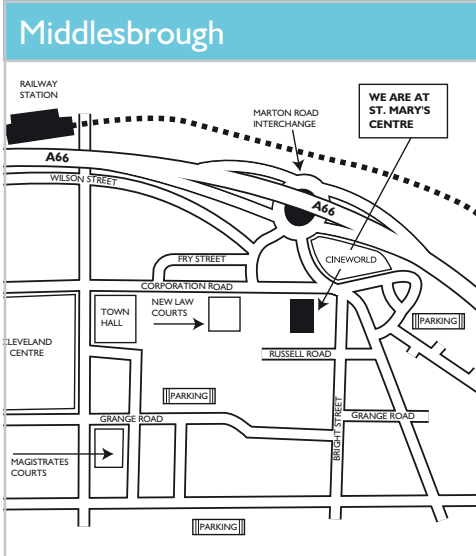 Middlesbrough
RAILWAY
STATION
WE ARE AT
ST. MARY'S
CENTRE
MARTON ROAD
INTERCHANGE
A66
WILSON STREET
A66
FRY STREET
CINEWORLD
CORPORATION ROAD
TOWN
HALL
NEW LAW
COURTS
PARKING
CLEVELAND
CENTRE
RUSSELL ROAD
PARKING
GRANGE ROAD
GRANGE ROAD
BRIGHT STREET
MAGISTRATES
COURTS
PARKING